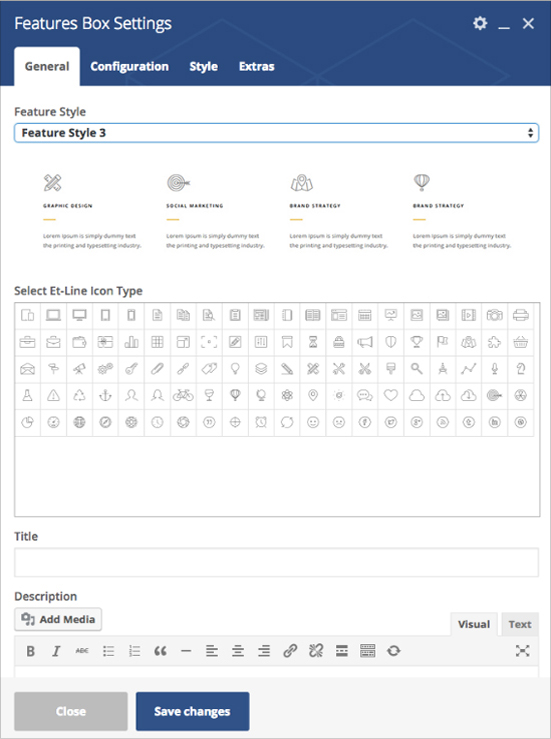 Features Box Settings
General Configuration Style Extras
Feature Style
Feature Style 3
GRAPHIC DESIGN SOCIAL MARKETING BRAND STRATEGY BRAND STRATEGY
Lorem Ipsum is simply dummy text Lorem Ipsum is simply dummy text Lorem Ipsum is simply dummy text Lorem Ipsum is simply dummy text
the printing and typesetting industry. the printing and typesetting industry. the printing and typesetting industry. the printing and typesetting industry.
Select Et-Line Icon Type
Title
Description
Add Media
Visual Text
B I ABC
Close Save changes